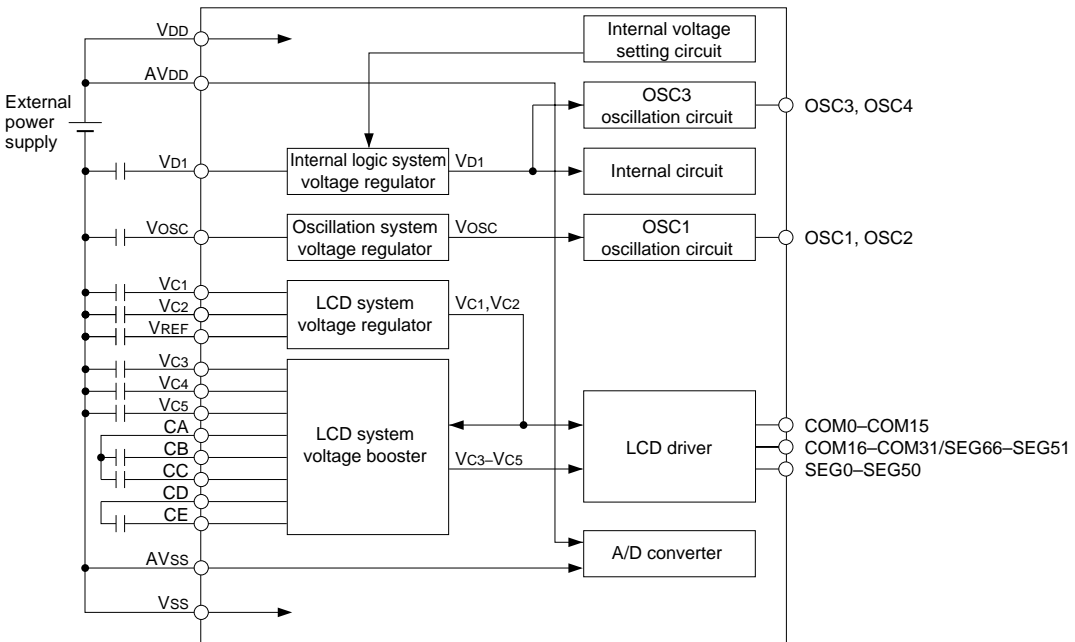 VDD
AVDD
External
power
supply
VD1
VOSC
VC1
VC2
VREF
VC3
VC4
VC5
CA
CB
CC
CD
CE
AVSS
VSS
Internal voltage
setting circuit
OSC3
oscillation circuit
OSC3, OSC4
Internal logic system
voltage regulator
VD1
Internal circuit
Oscillation system
voltage regulator
VOSC
OSC1
oscillation circuit
OSC1, OSC2
LCD system
voltage regulator
VC1,VC2
LCD system
voltage booster
VC3–VC5
LCD driver
COM0–COM15
COM16–COM31/SEG66–SEG51
SEG0–SEG50
A/D converter